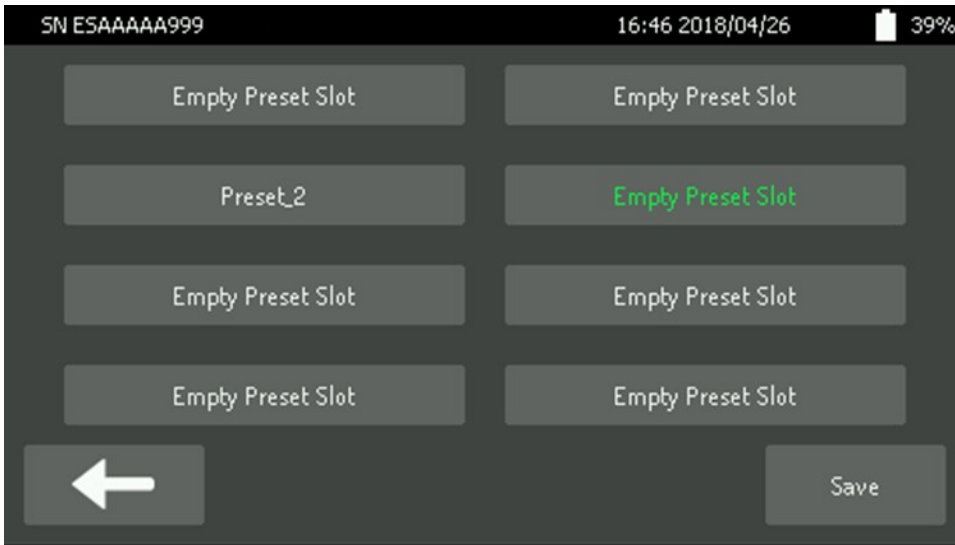 SN ESAAAAA999 16:46 2018/04/26 39%
Empty Preset Slot Empty Preset Slot
Preset_2 Empty Preset Slot
Empty Preset Slot Empty Preset Slot
Empty Preset Slot Empty Preset Slot
Save